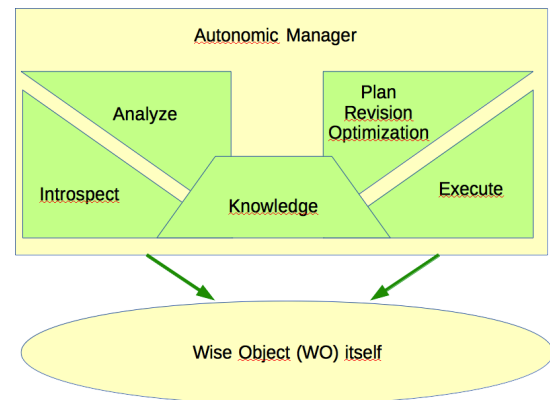 Autonomic Manager
Analyze
Plan
Revision
Optimization
Introspect
Knowledge
Execute
Wise Object (WO) itself